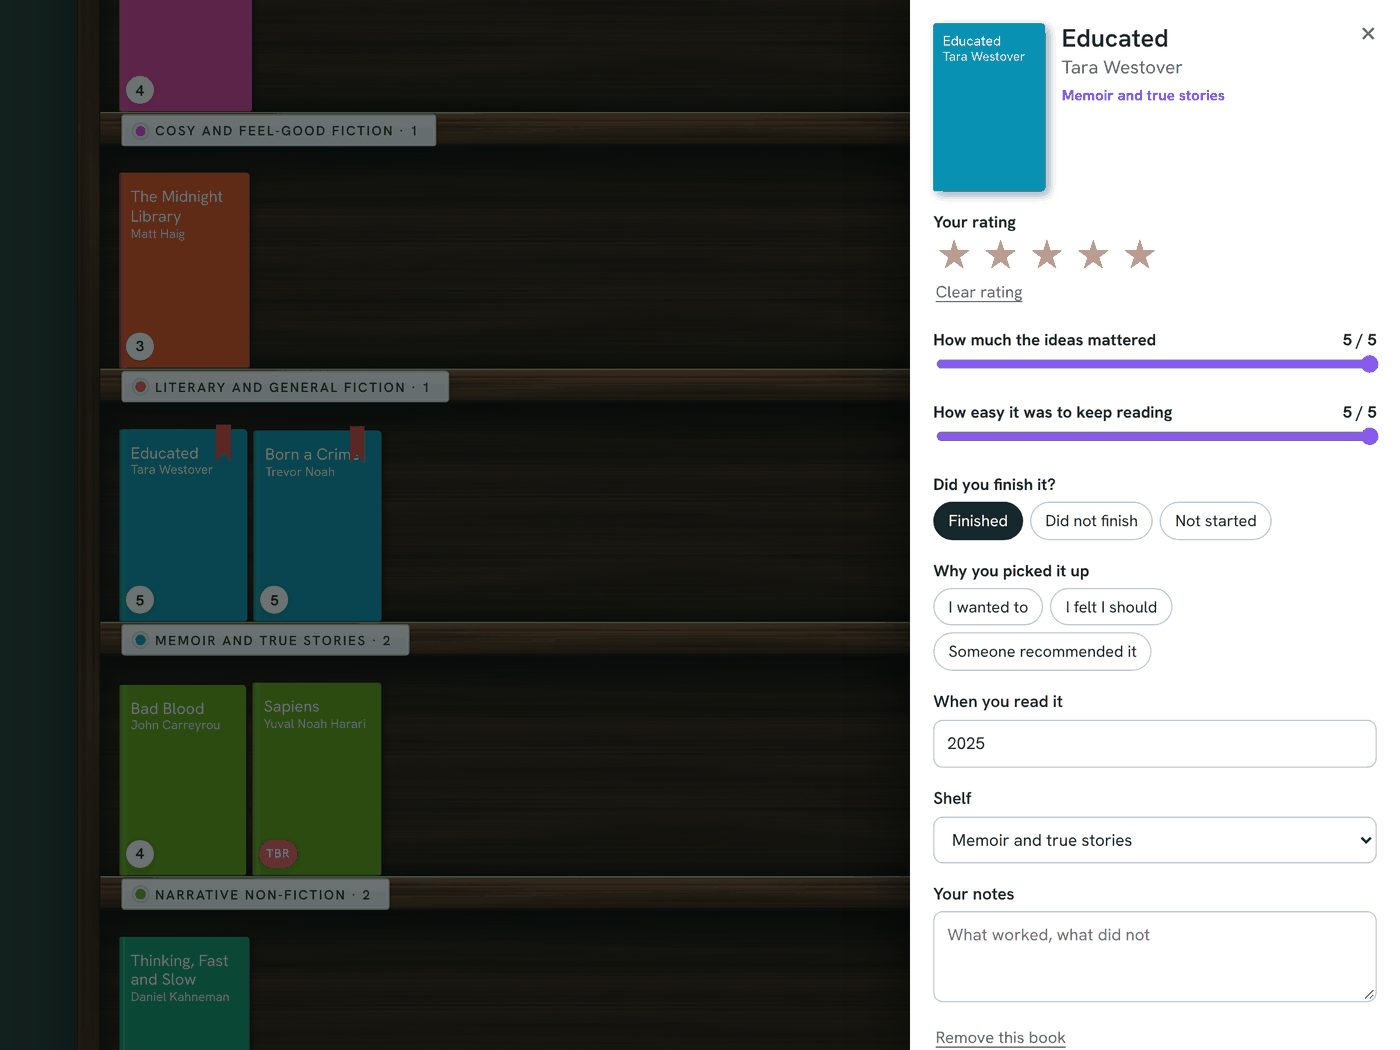 4
COSY AND FEEL-GOOD FICTION · 1
The Midnight
Library
Matt Haig
3
LITERARY AND GENERAL FICTION · 1
Educated
Tara Westover
5
Born a Crime
Trevor Noah
5
MEMOIR AND TRUE STORIES · 2
Bad Blood
John Carreyrou
4
Sapiens
Yuval Noah Harari
TBR
NARRATIVE NON-FICTION · 2
Thinking, Fast
and Slow
Daniel Kahneman
Educated
Tara Westover
Educated
Tara Westover
Memoir and true stories
Your rating
Clear rating
How much the ideas mattered 5 / 5
How easy it was to keep reading 5 / 5
Did you finish it?
Finished Did not finish Not started
Why you picked it up
I wanted to I felt I should
Someone recommended it
When you read it
2025
Shelf
Memoir and true stories
Your notes
What worked, what did not
Remove this book